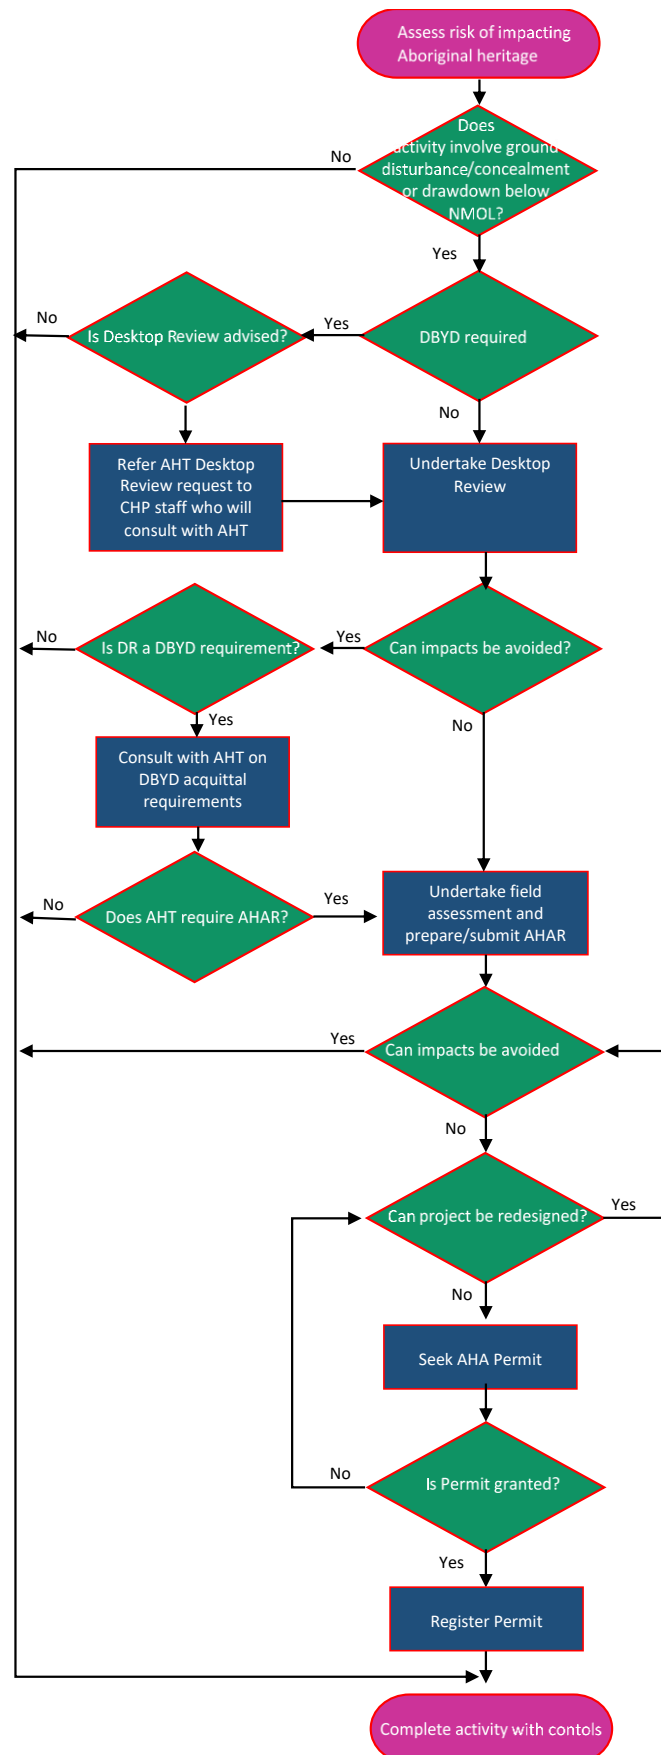 Assess risk of impacting
Aboriginal heritage
Does
activity involve ground
disturbance/concealment
or drawdown below
NMOL?
No
Yes
DBYD required
Yes
Is Desktop Review advised?
No
No
Refer AHT Desktop
Review request to
CHP staff who will
consult with AHT
Undertake Desktop
Review
Can impacts be avoided?
Yes
Is DR a DBYD requirement?
No
Yes
No
Consult with AHT on
DBYD acquittal
requirements
Does AHT require AHAR?
No
Yes
Undertake field
assessment and
prepare/submit AHAR
Can impacts be avoided
Yes
No
Can project be redesigned?
Yes
No
Seek AHA Permit
Is Permit granted?
No
Yes
Register Permit
Complete activity with contols